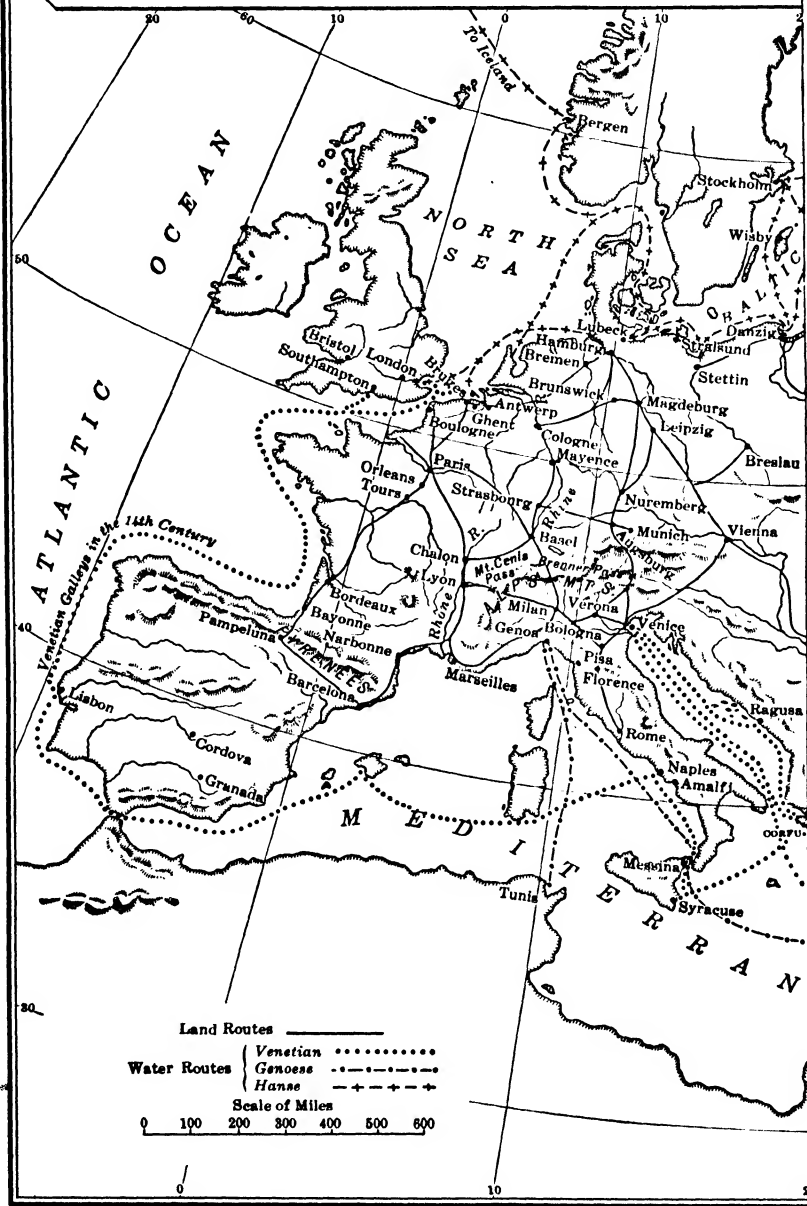 20
60
10
0
10
To Iceland
Bergen
Stockholm
OCEAN
NORTH
SEA
Wisby
BALTIC
50
Lubeck
Danzig
Hamburg
Stralsund
Bristol
London
Bruges
Bremen
Stettin
Southampton
Brunswick
Magdeburg
Antwerp
Ghent
Leipzig
Boulogne
Cologne
Mayence
Breslau
Paris
Orleans
Tours
Strasbourg
Rhine
Nuremberg
R.
Munich
Vienna
ATLANTIC
Venetian Galleys in the 14th Century
Basel
Augsburg
Chalon
Mt. Cenis
Pass
Brenner Pass
Lyon
ALPS MTS.
Bordeaux
Rhone
Milan
Verona
Venice
40
Pampeluna
Bayonne
Genoa
Bologna
Narbonne
PYRENEES
Pisa
Marseilles
Florence
Barcelona
Lisbon
Ragusa
Rome
Cordova
Naples
Granada
Amalfi
MEDITERRAN
CORFU
Messina
Tunis
Syracuse
30
Land Routes
Water Routes
Venetian
Genoese
Hanse
Scale of Miles
0 100 200 300 400 500 600
0
10